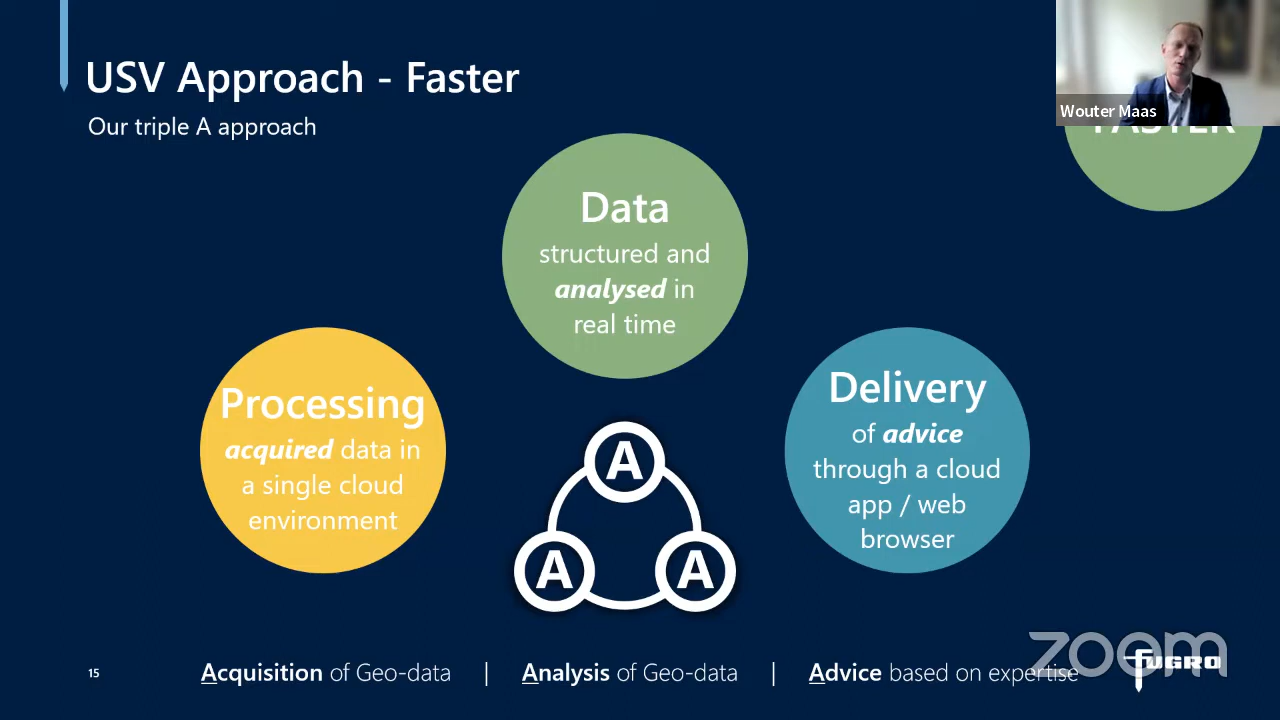 USV Approach - Faster
Our triple A approach
Wouter Maas
FASTER
Data
structured and
analysed in
real time
Processing
acquired data in
a single cloud
environment
Delivery
of advice
through a cloud
app / web
browser
A
A A
15
Acquisition of Geo-data | Analysis of Geo-data | Advice based on expertise
zoom
FUGRO